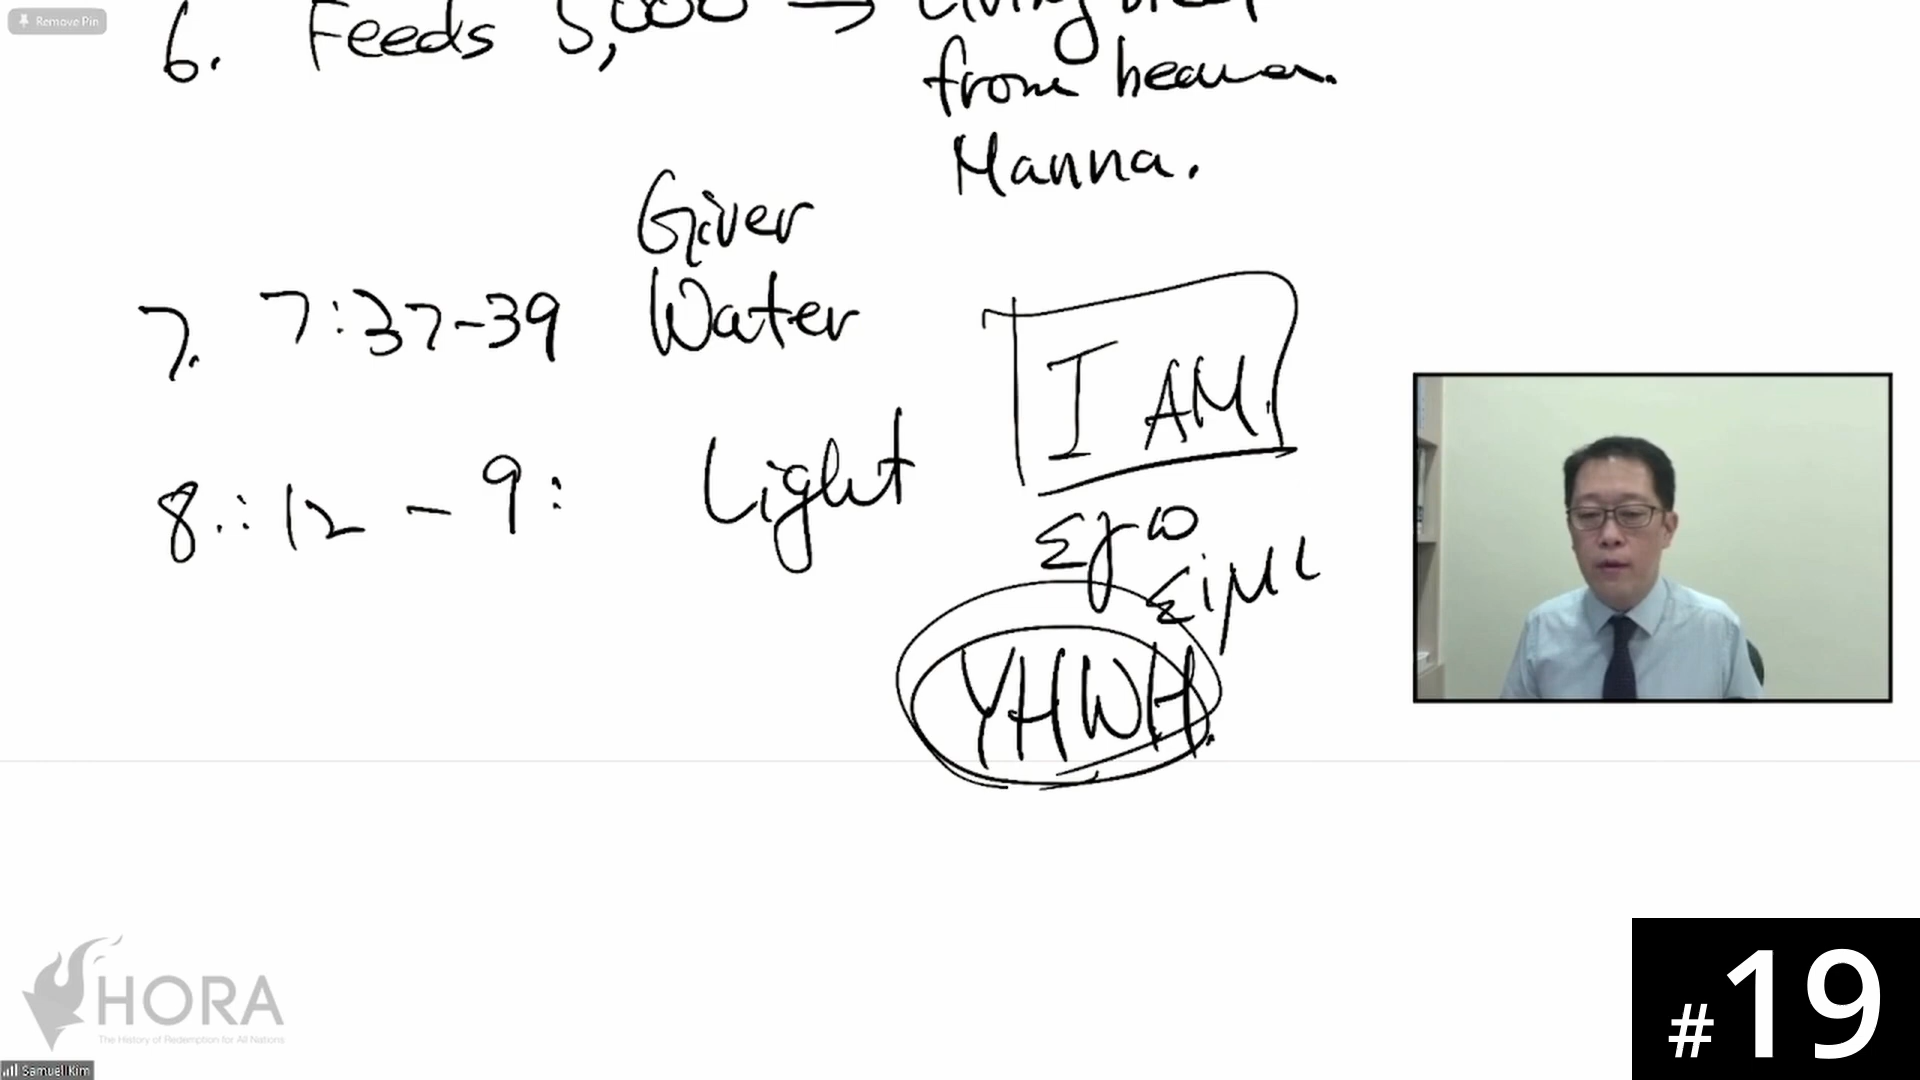 Remove Pin
6. Feeds 5,000 → Living
from heaven.
Manna.
Giver
7. 7:37-39 Water
I AM.
8.:12 - 9: Light
εγω
ειμι
YHWH.
HORA
The History of Redemption for All Nations
Samuel Kim
#19